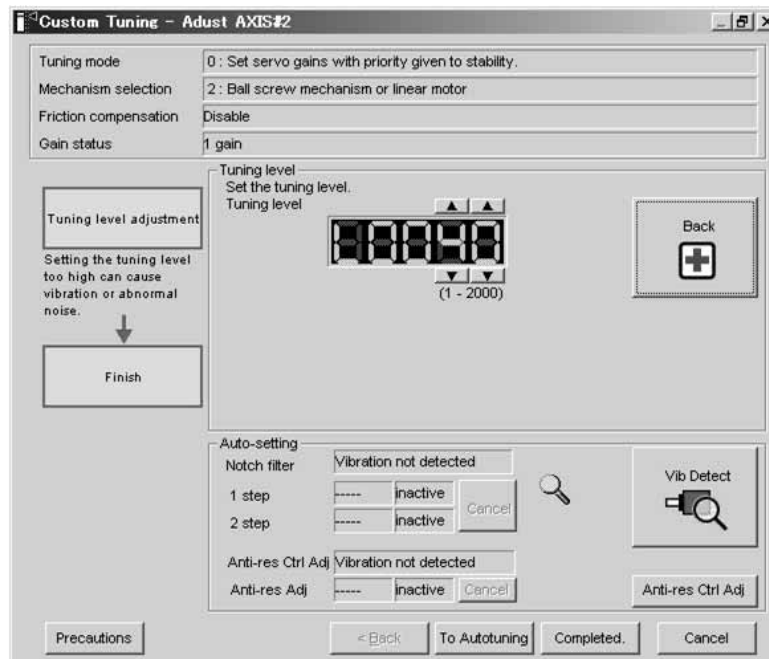 Custom Tuning - Adust AXIS#2
Tuning mode
0 : Set servo gains with priority given to stability.
Mechanism selection
2 : Ball screw mechanism or linear motor
Friction compensation
Disable
Gain status
1 gain
Tuning level
Set the tuning level.
Tuning level
(1 - 2000)
Back
Tuning level adjustment
Setting the tuning level
too high can cause
vibration or abnormal
noise.
Finish
Auto-setting
Notch filter
Vibration not detected
1 step
-----
inactive
Cancel
2 step
-----
inactive
Vib Detect
Anti-res Ctrl Adj
Vibration not detected
Anti-res Adj
-----
inactive
Cancel
Anti-res Ctrl Adj
Precautions
< Back
To Autotuning
Completed.
Cancel